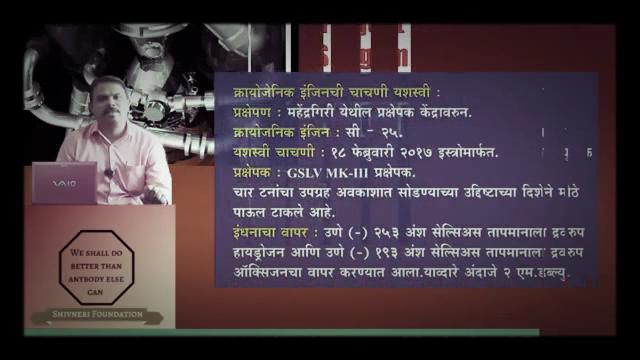 क्रायोजेनिक इंजिनची चाचणी यशस्वी :
प्रक्षेपण : महेंद्रगिरी येथील प्रक्षेपक केंद्रावरुन.
क्रायोजनिक इंजिन : सी - २५.
यशस्वी चाचणी : १८ फेब्रुवारी २०१७ इस्त्रोमार्फत.
प्रक्षेपक : GSLV MK-III प्रक्षेपक.
चार टनांचा उपग्रह अवकाशात सोडण्याच्या उद्दिष्टाच्या दिशेने मोठे
पाऊल टाकले आहे.
इंधनाचा वापर : उणे (-) २५३ अंश सेल्सिअस तापमानाला द्रवरुप
हायड्रोजन आणि उणे (-) १९३ अंश सेल्सिअस तापमानाला द्रवरुप
ऑक्सिजनचा वापर करण्यात आला.याव्दारे अंदाजे २ एम.डब्ल्यु.
VAIO
WE SHALL DO
BETTER THAN
ANYBODY ELSE
CAN
SHIVNERI FOUNDATION